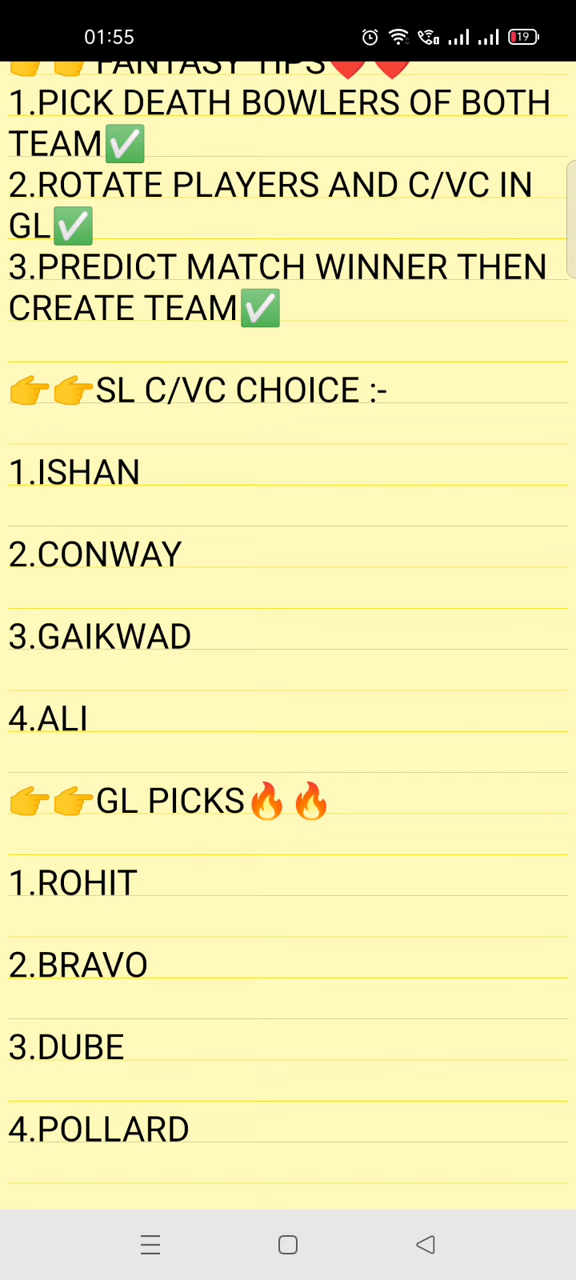 01:55
19
👉👉FANTASY TIPS❤️❤️
1.PICK DEATH BOWLERS OF BOTH
TEAM✅
2.ROTATE PLAYERS AND C/VC IN
GL✅
3.PREDICT MATCH WINNER THEN
CREATE TEAM✅
👉👉SL C/VC CHOICE :-
1.ISHAN
2.CONWAY
3.GAIKWAD
4.ALI
👉👉GL PICKS🔥🔥
1.ROHIT
2.BRAVO
3.DUBE
4.POLLARD